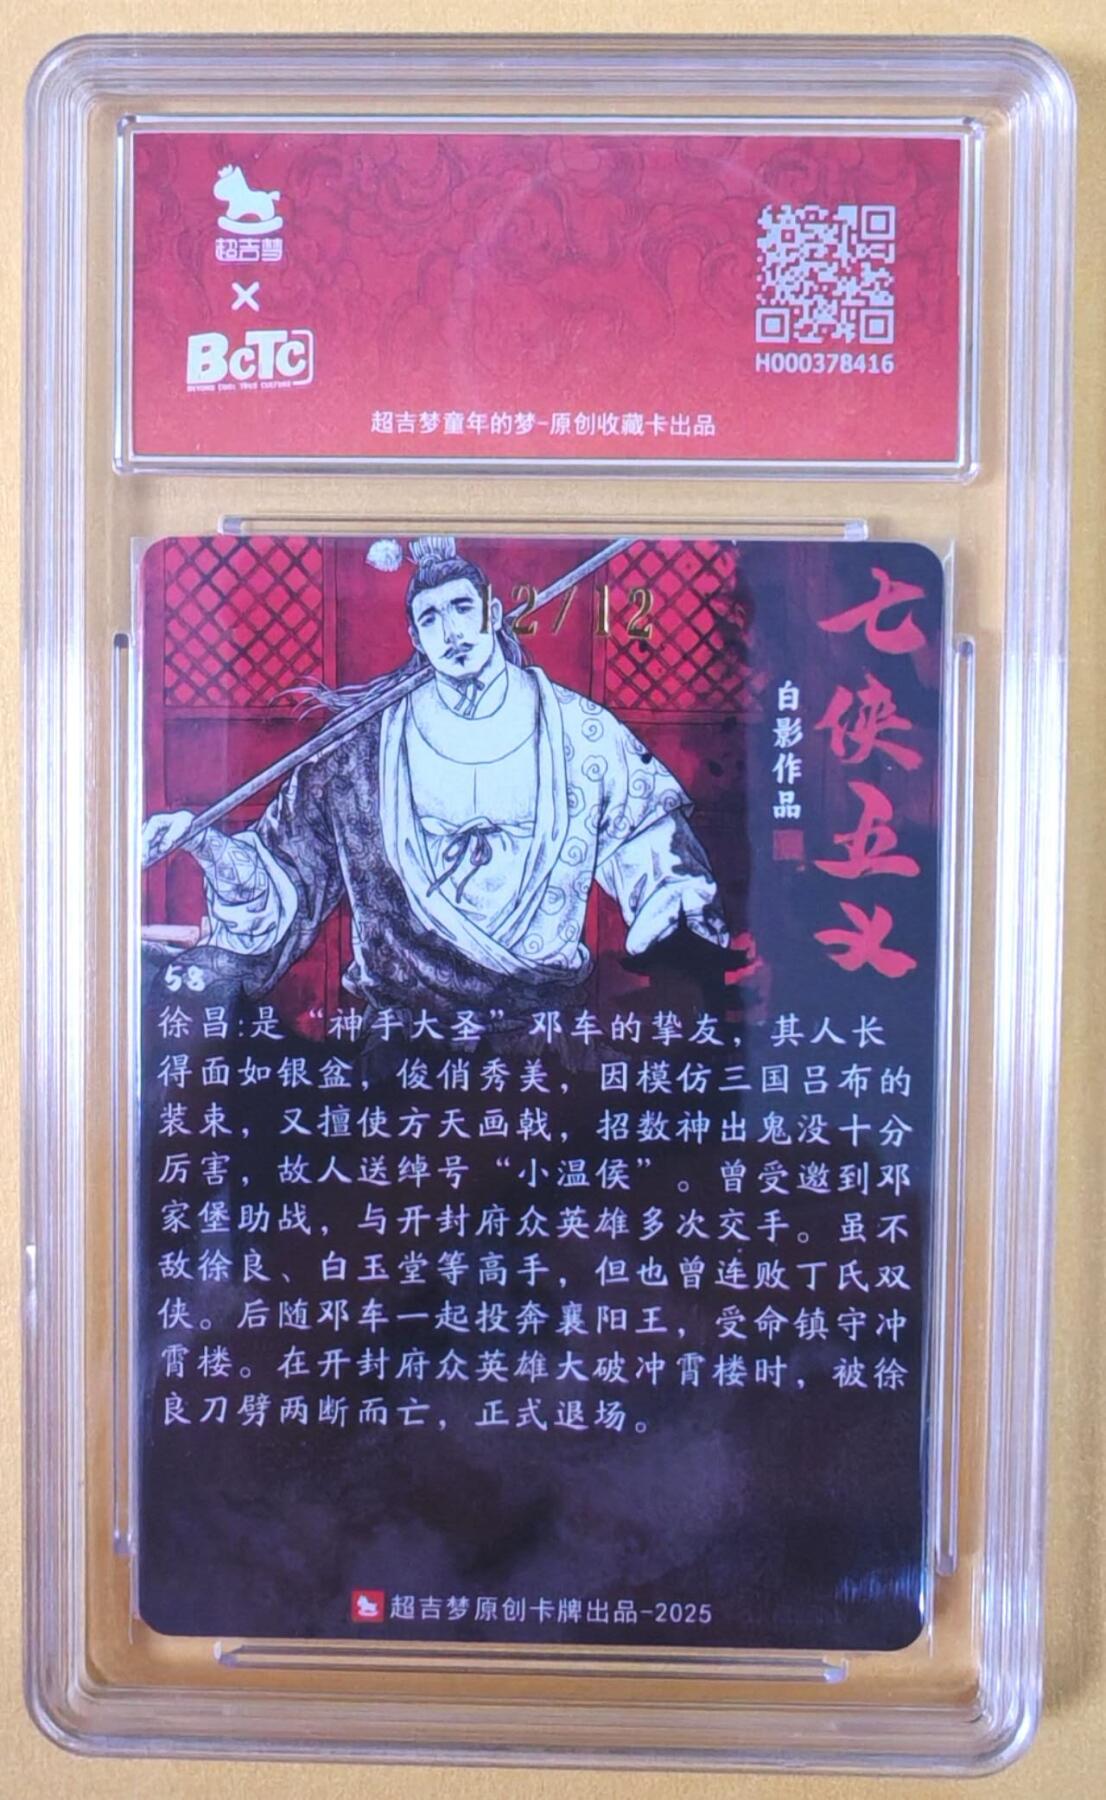 超吉梦
×
BCTC
BEYOND COOL TRUE CULTURE
H000378416
超吉梦童年的梦-原创收藏卡出品
12/12
七侠五义
白影作品
58
徐昌:是“神手大圣”邓车的挚友，其人长
得面如银盆，俊俏秀美，因模仿三国吕布的
装束，又擅使方天画戟，招数神出鬼没十分
厉害，故人送绰号“小温侯”。曾受邀到邓
家堡助战，与开封府众英雄多次交手。虽不
敌徐良、白玉堂等高手，但也曾连败丁氏双
侠。后随邓车一起投奔襄阳王，受命镇守冲
霄楼。在开封府众英雄大破冲霄楼时，被徐
良刀劈两断而亡，正式退场。
超吉梦原创卡牌出品-2025